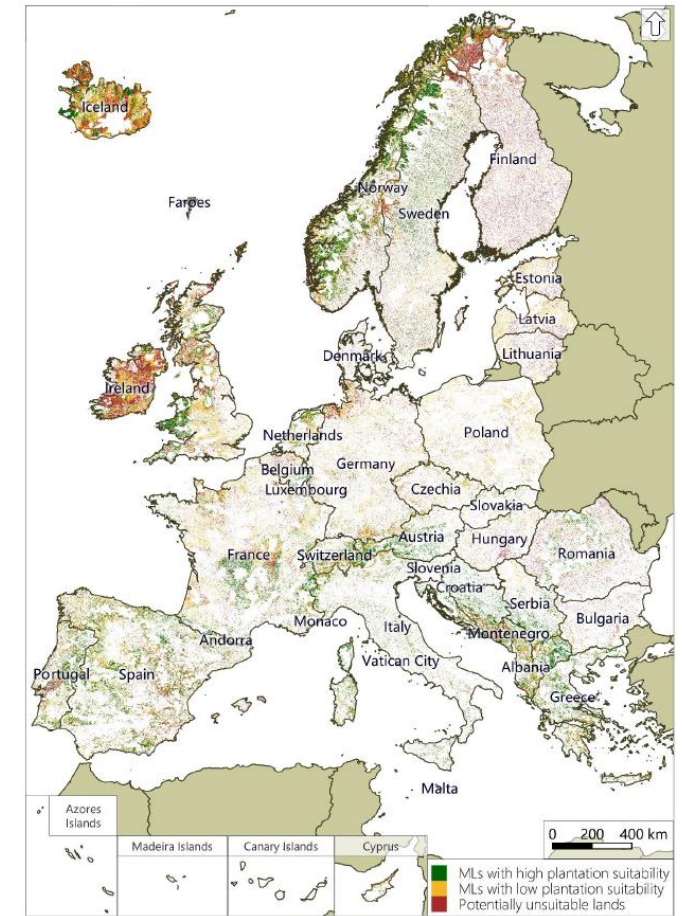 Iceland
Faroes
Norway
Finland
Sweden
Estonia
Latvia
Lithuania
Denmark
Ireland
Netherlands
Poland
Belgium
Germany
Luxembourg
Czechia
Slovakia
Austria
Hungary
France
Switzerland
Romania
Slovenia
Croatia
Serbia
Monaco
Bulgaria
Italy
Montenegro
Andorra
Vatican City
Portugal
Spain
Albania
Greece
Malta
Azores
Islands
Madeira Islands
Canary Islands
Cyprus
0 200 400 km
MLs with high plantation suitability
MLs with low plantation suitability
Potentially unsuitable lands